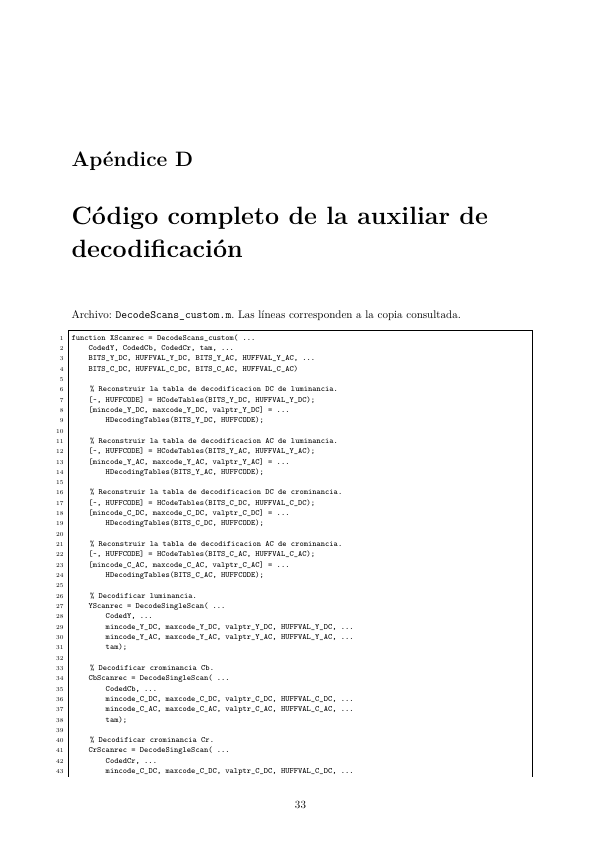 Apéndice D
Código completo de la auxiliar de
decodificación
Archivo: DecodeScans_custom.m. Las líneas corresponden a la copia consultada.
1 function XScanrec = DecodeScans_custom( ...
2 CodedY, CodedCb, CodedCr, tam, ...
3 BITS_Y_DC, HUFFVAL_Y_DC, BITS_Y_AC, HUFFVAL_Y_AC, ...
4 BITS_C_DC, HUFFVAL_C_DC, BITS_C_AC, HUFFVAL_C_AC)
5
6 % Reconstruir la tabla de decodificacion DC de luminancia.
7 [~, HUFFCODE] = HCodeTables(BITS_Y_DC, HUFFVAL_Y_DC);
8 [mincode_Y_DC, maxcode_Y_DC, valptr_Y_DC] = ...
9 HDecodingTables(BITS_Y_DC, HUFFCODE);
10
11 % Reconstruir la tabla de decodificacion AC de luminancia.
12 [~, HUFFCODE] = HCodeTables(BITS_Y_AC, HUFFVAL_Y_AC);
13 [mincode_Y_AC, maxcode_Y_AC, valptr_Y_AC] = ...
14 HDecodingTables(BITS_Y_AC, HUFFCODE);
15
16 % Reconstruir la tabla de decodificacion DC de crominancia.
17 [~, HUFFCODE] = HCodeTables(BITS_C_DC, HUFFVAL_C_DC);
18 [mincode_C_DC, maxcode_C_DC, valptr_C_DC] = ...
19 HDecodingTables(BITS_C_DC, HUFFCODE);
20
21 % Reconstruir la tabla de decodificacion AC de crominancia.
22 [~, HUFFCODE] = HCodeTables(BITS_C_AC, HUFFVAL_C_AC);
23 [mincode_C_AC, maxcode_C_AC, valptr_C_AC] = ...
24 HDecodingTables(BITS_C_AC, HUFFCODE);
25
26 % Decodificar luminancia.
27 YScanrec = DecodeSingleScan( ...
28 CodedY, ...
29 mincode_Y_DC, maxcode_Y_DC, valptr_Y_DC, HUFFVAL_Y_DC, ...
30 mincode_Y_AC, maxcode_Y_AC, valptr_Y_AC, HUFFVAL_Y_AC, ...
31 tam);
32
33 % Decodificar crominancia Cb.
34 CbScanrec = DecodeSingleScan( ...
35 CodedCb, ...
36 mincode_C_DC, maxcode_C_DC, valptr_C_DC, HUFFVAL_C_DC, ...
37 mincode_C_AC, maxcode_C_AC, valptr_C_AC, HUFFVAL_C_AC, ...
38 tam);
39
40 % Decodificar crominancia Cr.
41 CrScanrec = DecodeSingleScan( ...
42 CodedCr, ...
43 mincode_C_DC, maxcode_C_DC, valptr_C_DC, HUFFVAL_C_DC, ...
33